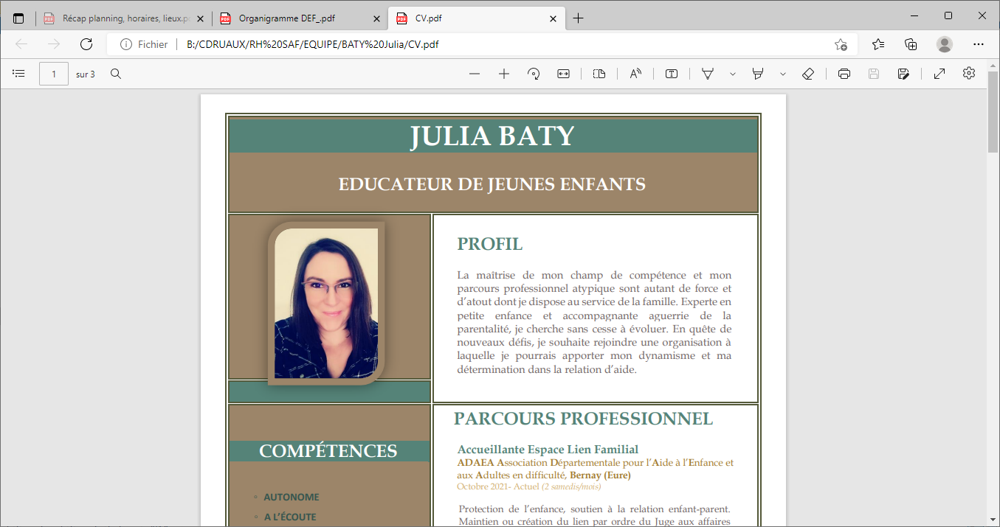 Récap planning, horaires, lieux.p
Organigramme DEF_.pdf
CV.pdf
Fichier
B:/CDRUAUX/RH%20SAF/EQUIPE/BATY%20Julia/CV.pdf
1
sur 3
JULIA BATY
EDUCATEUR DE JEUNES ENFANTS
PROFIL
La maîtrise de mon champ de compétence et mon
parcours professionnel atypique sont autant de force et
d’atout dont je dispose au service de la famille. Experte en
petite enfance et accompagnante aguerrie de la
parentalité, je cherche sans cesse à évoluer. En quête de
nouveaux défis, je souhaite rejoindre une organisation à
laquelle je pourrais apporter mon dynamisme et ma
détermination dans la relation d’aide.
COMPÉTENCES
◦ AUTONOME
◦ A L’ÉCOUTE
PARCOURS PROFESSIONNEL
Accueillante Espace Lien Familial
ADAEA Association Départementale pour l’Aide à l’Enfance et
aux Adultes en difficulté, Bernay (Eure)
Octobre 2021- Actuel (2 samedis/mois)
Protection de l’enfance, soutien à la relation enfant-parent.
Maintien ou création du lien par ordre du Juge aux affaires